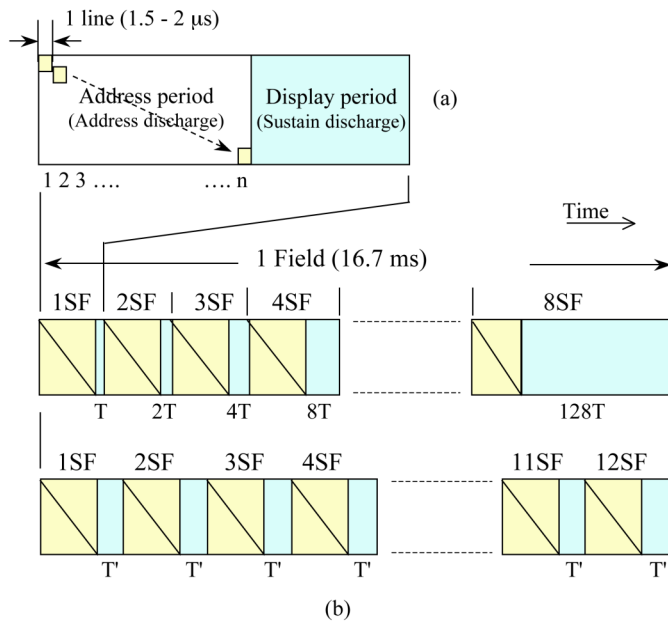 1 line (1.5 - 2 μs)
Address period
(Address discharge)
Display period
(Sustain discharge)
(a)
1 2 3 .... .... n
Time
1 Field (16.7 ms)
1SF 2SF 3SF 4SF 8SF
T 2T 4T 8T 128T
1SF 2SF 3SF 4SF 11SF 12SF
T' T' T' T' T' T'
(b)